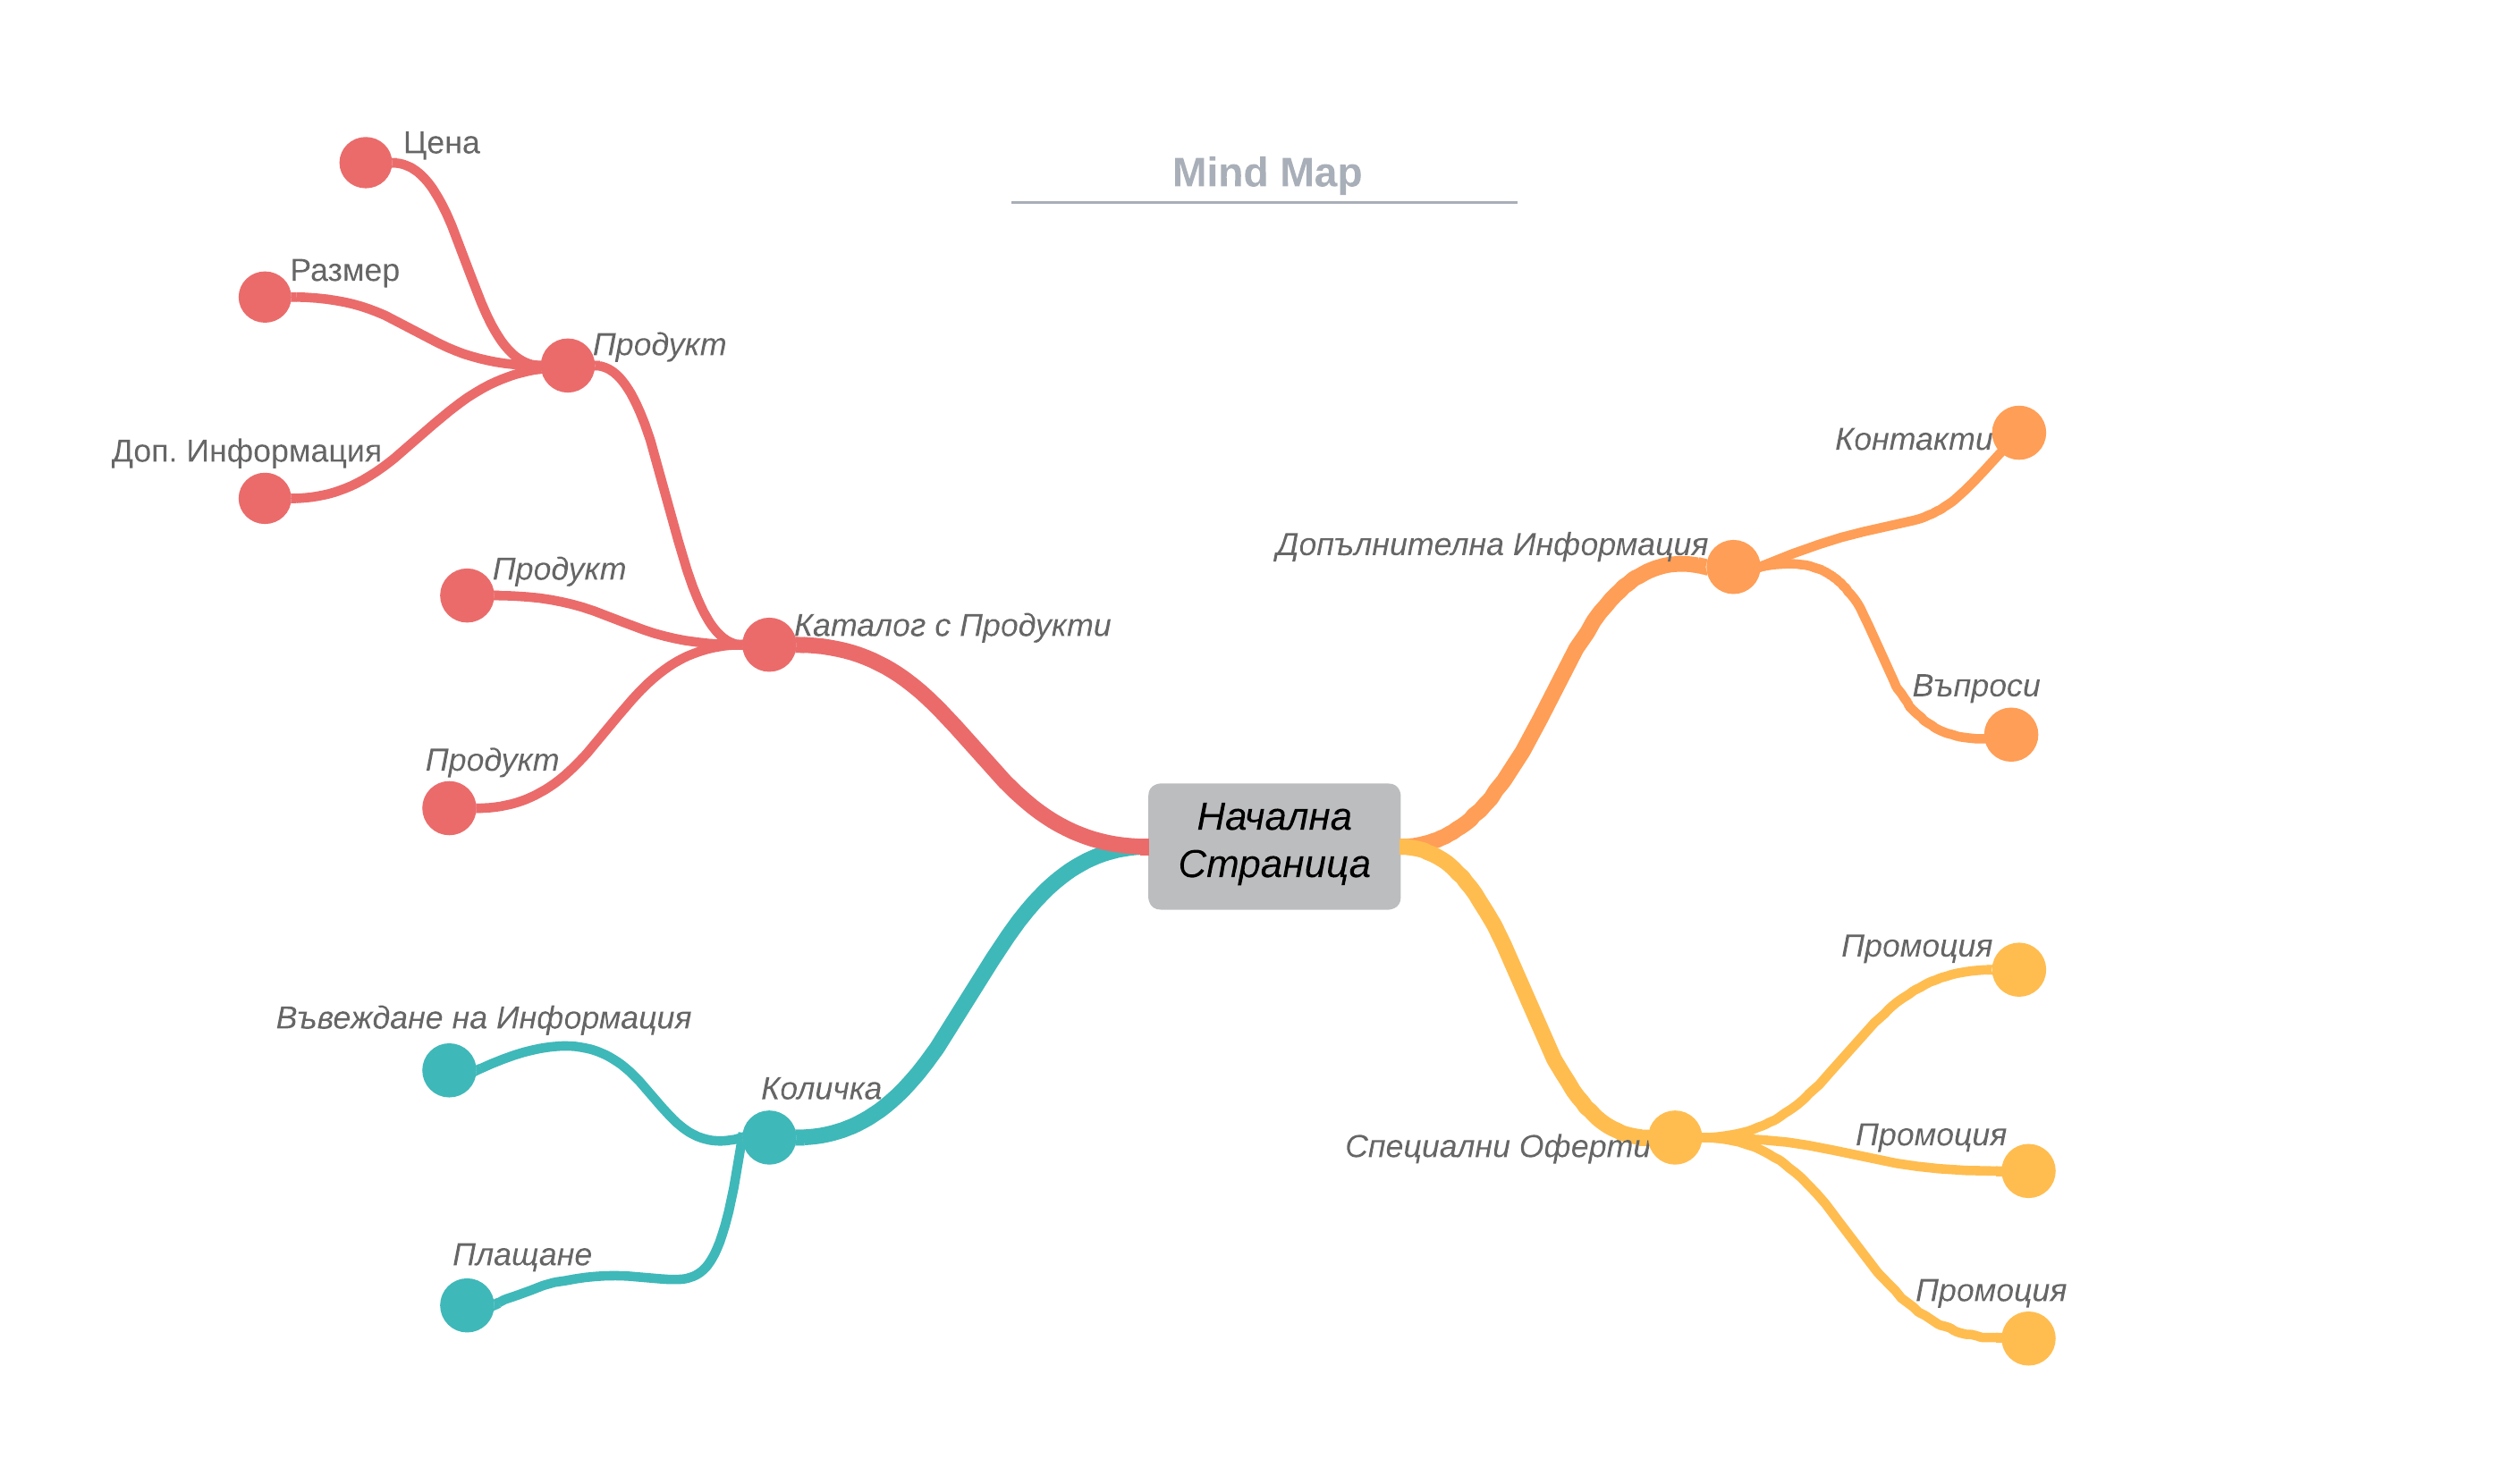 Mind Map
Цена
Размер
Продукт
Доп. Информация
Продукт
Каталог с Продукти
Продукт
Контакти
Допълнителна Информация
Въпроси
Начална
Страница
Въвеждане на Информация
Количка
Плащане
Промоция
Специални Оферти
Промоция
Промоция